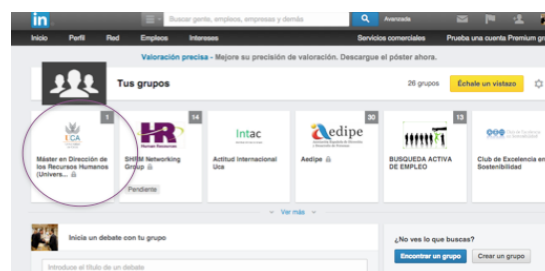 in
Buscar gente, empleos, empresas y demás
Avanzada
Inicio Perfil Red Empleos Intereses
Servicios comerciales Prueba una cuenta Premium gr
Valoración precisa - Mejore su precisión de valoración. Descargue el póster ahora.
Tus grupos
26 grupos
Échale un vistazo
1
14
30
13
UCA
HR
Intac
aedipe
Máster en Dirección de
los Recursos Humanos
(Univers...
SHRM Networking
Group
Pendiente
Actitud Internacional
Uca
Aedipe
BUSQUEDA ACTIVA
DE EMPLEO
Club de Excelencia en
Sostenibilidad
Ver más
Inicia un debate con tu grupo
Introduce el título de un debate
¿No ves lo que buscas?
Encontrar un grupo
Crear un grupo